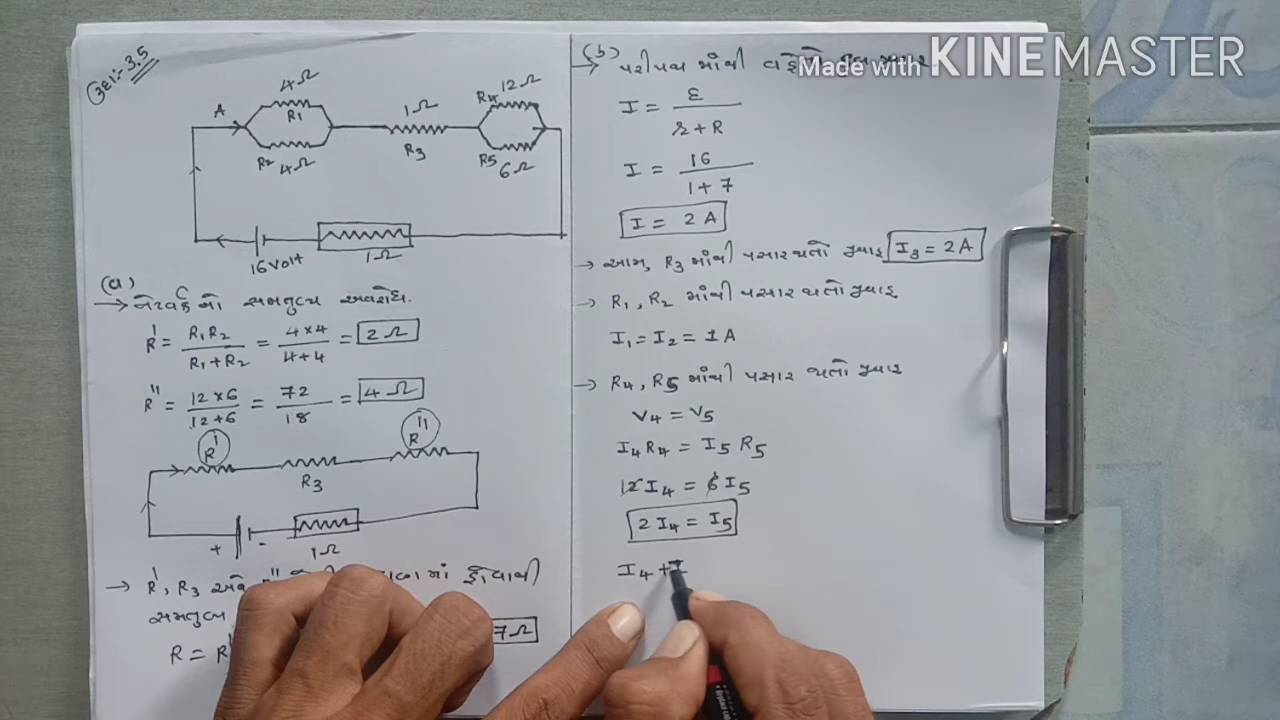 ઉદા:- 3.5
4Ω
R1
A
R2
4Ω
1Ω
R3
R4
12Ω
R5
6Ω
16 volt
1Ω
(a)
→ નેટવર્કનો સમતુલ્ય અવરોધ.
R' = R1R2 / R1+R2 = 4×4 / 4+4 = 2Ω
R'' = 12×6 / 12+6 = 72 / 18 = 4Ω
R'
R3
R''
+ -
1Ω
→ R', R3 અને R'' હોવાથી
સમતુલ્ય
R = R' 7Ω
(b)
→ પરીપથ માંથી
I = ε / r+R
I = 16 / 1+7
I = 2A
→ આમ, R3 માંથી પસાર થતો પ્રવાહ I3 = 2A
→ R1, R2 માંથી પસાર થતો પ્રવાહ
I1 = I2 = 1A
→ R4, R5 માંથી પસાર થતો પ્રવાહ
V4 = V5
I4R4 = I5 R5
12I4 = 6I5
2I4 = I5
I4 + I
Made with KINEMASTER